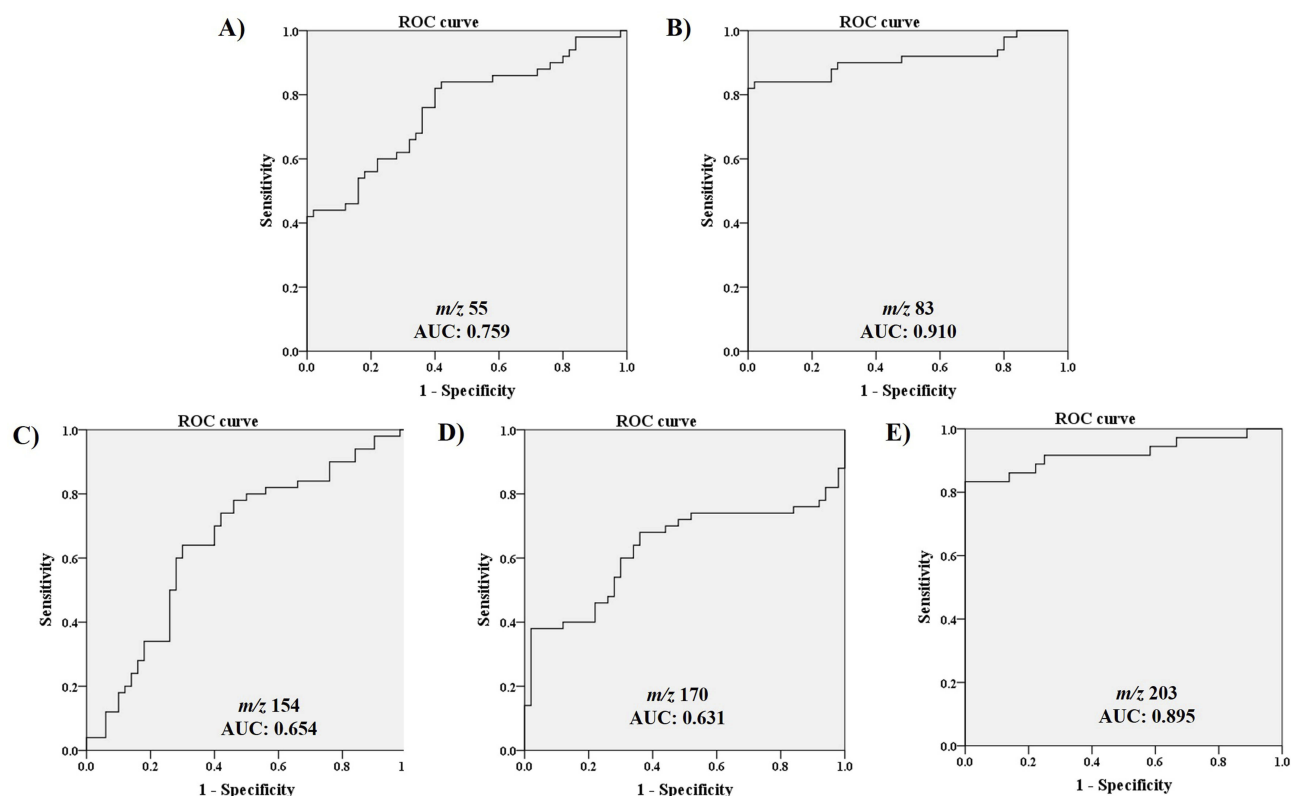 A)
ROC curve
1.0
0.8
0.6
0.4
0.2
0.0
Sensitivity
m/z 55
AUC: 0.759
0.0 0.2 0.4 0.6 0.8 1.0
1 - Specificity
B)
ROC curve
1.0
0.8
0.6
0.4
0.2
0.0
Sensitivity
m/z 83
AUC: 0.910
0.0 0.2 0.4 0.6 0.8 1.0
1 - Specificity
C)
ROC curve
1.0
0.8
0.6
0.4
0.2
0.0
Sensitivity
m/z 154
AUC: 0.654
0.0 0.2 0.4 0.6 0.8 1
1 - Specificity
D)
ROC curve
1.0
0.8
0.6
0.4
0.2
0.0
Sensitivity
m/z 170
AUC: 0.631
0.0 0.2 0.4 0.6 0.8 1.0
1 - Specificity
E)
ROC curve
1.0
0.8
0.6
0.4
0.2
0.0
Sensitivity
m/z 203
AUC: 0.895
0.0 0.2 0.4 0.6 0.8 1.0
1 - Specificity